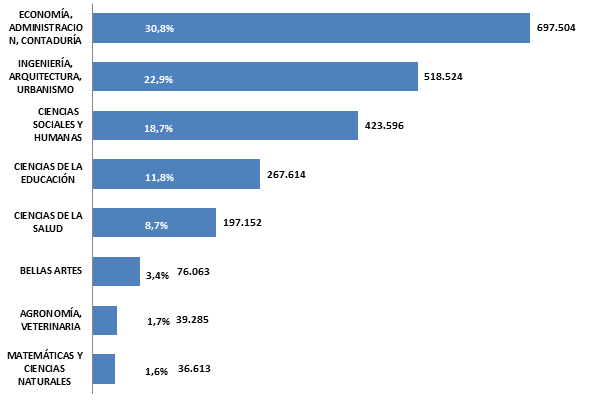 ECONOMÍA,
ADMINISTRACIO
N, CONTADURÍA
30,8%
697.504
INGENIERÍA,
ARQUITECTURA,
URBANISMO
22,9%
518.524
CIENCIAS
SOCIALES Y
HUMANAS
18,7%
423.596
CIENCIAS DE LA
EDUCACIÓN
11,8%
267.614
CIENCIAS DE LA
SALUD
8,7%
197.152
BELLAS ARTES
3,4%
76.063
AGRONOMÍA,
VETERINARIA
1,7%
39.285
MATEMÁTICAS Y
CIENCIAS
NATURALES
1,6%
36.613